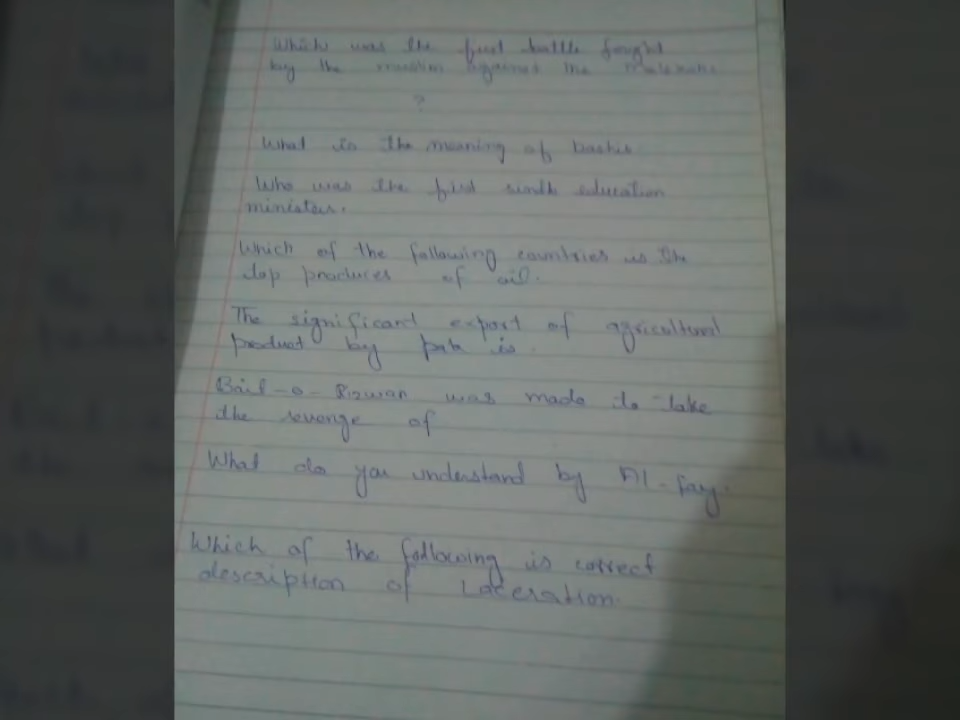 Which was the first battle fought
by the muslim against the
?
What is the meaning of
Who was the first sindh education
minister.
Which of the following countries is the
top produces of oil.
The significant export of agricultural
product by pak is.
Bait-e-Rizwan was made to take
the revenge of
What do you understand by Al-Fay.
Which of the following is correct
description of Laceration.